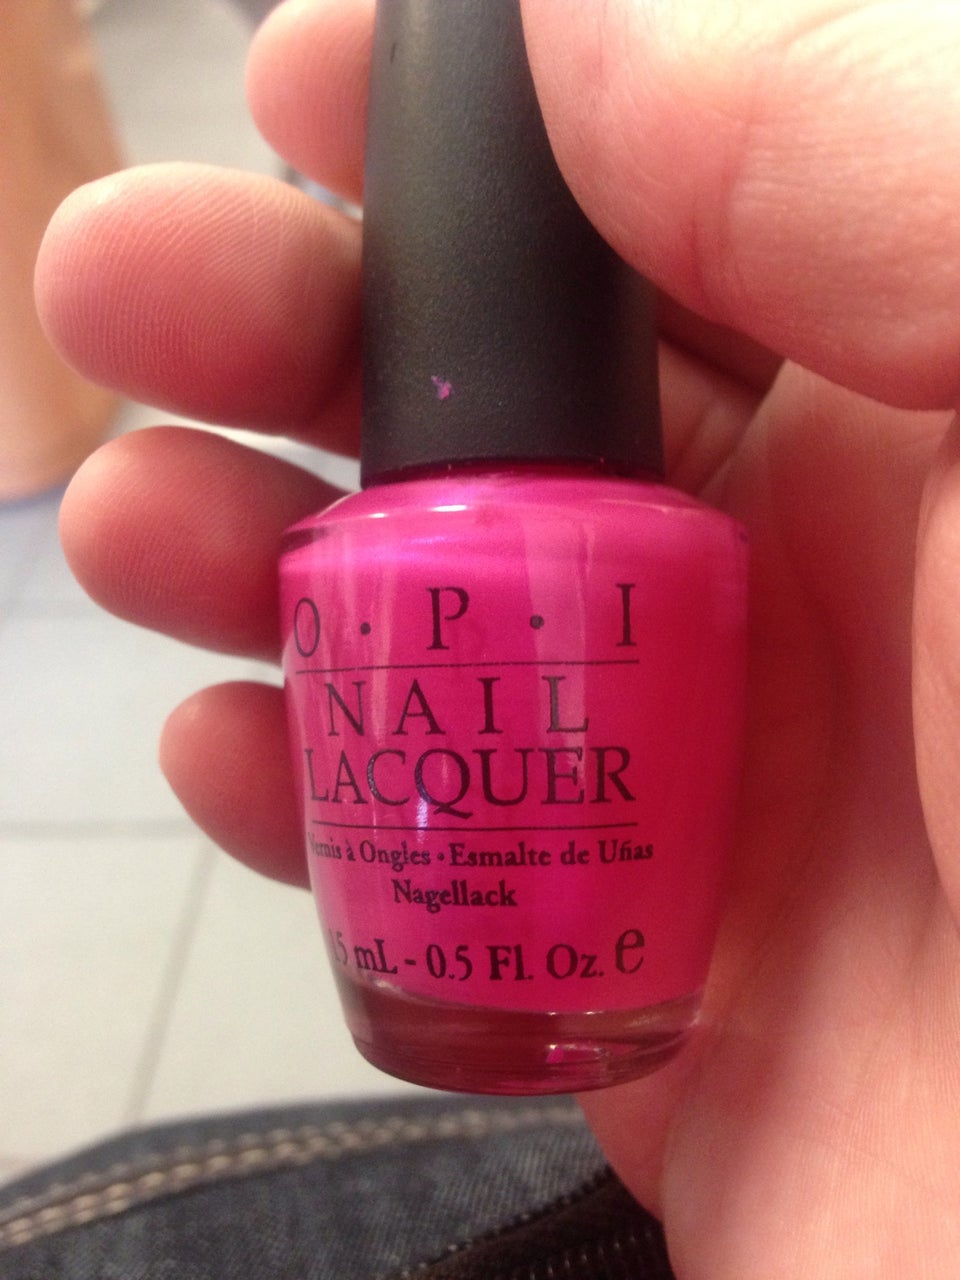 O·P·I
NAIL
LACQUER
Vernis à Ongles • Esmalte de Uñas
Nagellack
15 mL - 0.5 Fl. Oz. e